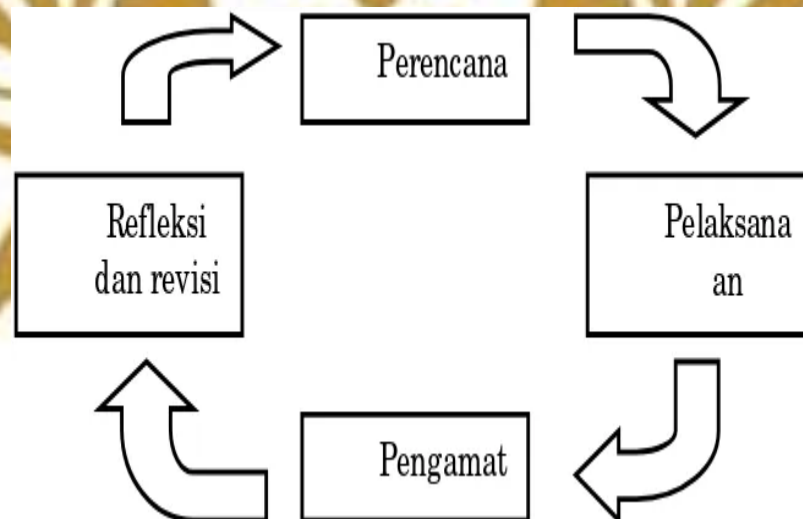 Perencana
Refleksi
dan revisi
Pelaksana
an
Pengamat